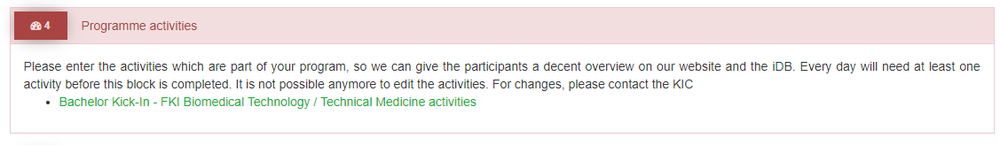 4 Programme activities
Please enter the activities which are part of your program, so we can give the participants a decent overview on our website and the iDB. Every day will need at least one
activity before this block is completed. It is not possible anymore to edit the activities. For changes, please contact the KIC
• Bachelor Kick-In - FKI Biomedical Technology / Technical Medicine activities